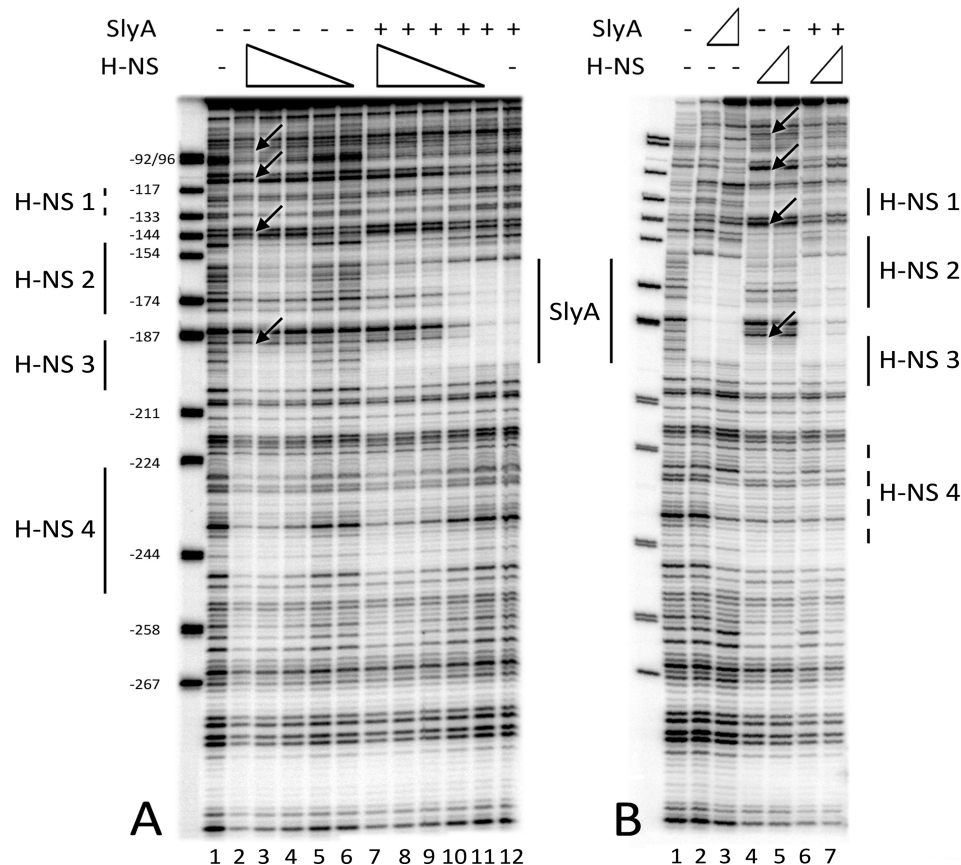 SlyA - - - - - - + + + + + +
H-NS - -
-92/96
-117
-133
-144
-154
-174
-187
-211
-224
-244
-258
-267
H-NS 1
H-NS 2
H-NS 3
H-NS 4
SlyA
A
1 2 3 4 5 6 7 8 9 10 11 12
SlyA - - - + +
H-NS - - -
H-NS 1
H-NS 2
H-NS 3
H-NS 4
B
1 2 3 4 5 6 7